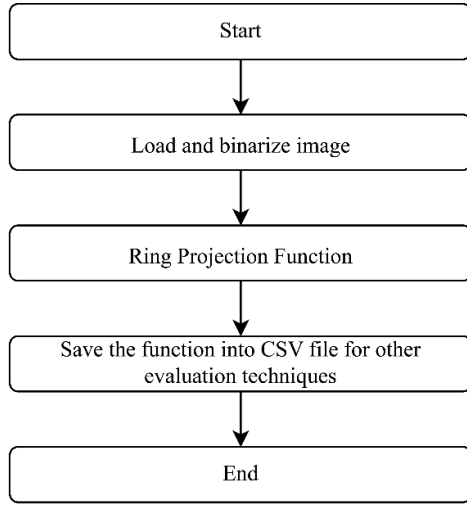 Start
Load and binarize image
Ring Projection Function
Save the function into CSV file for other
evaluation techniques
End